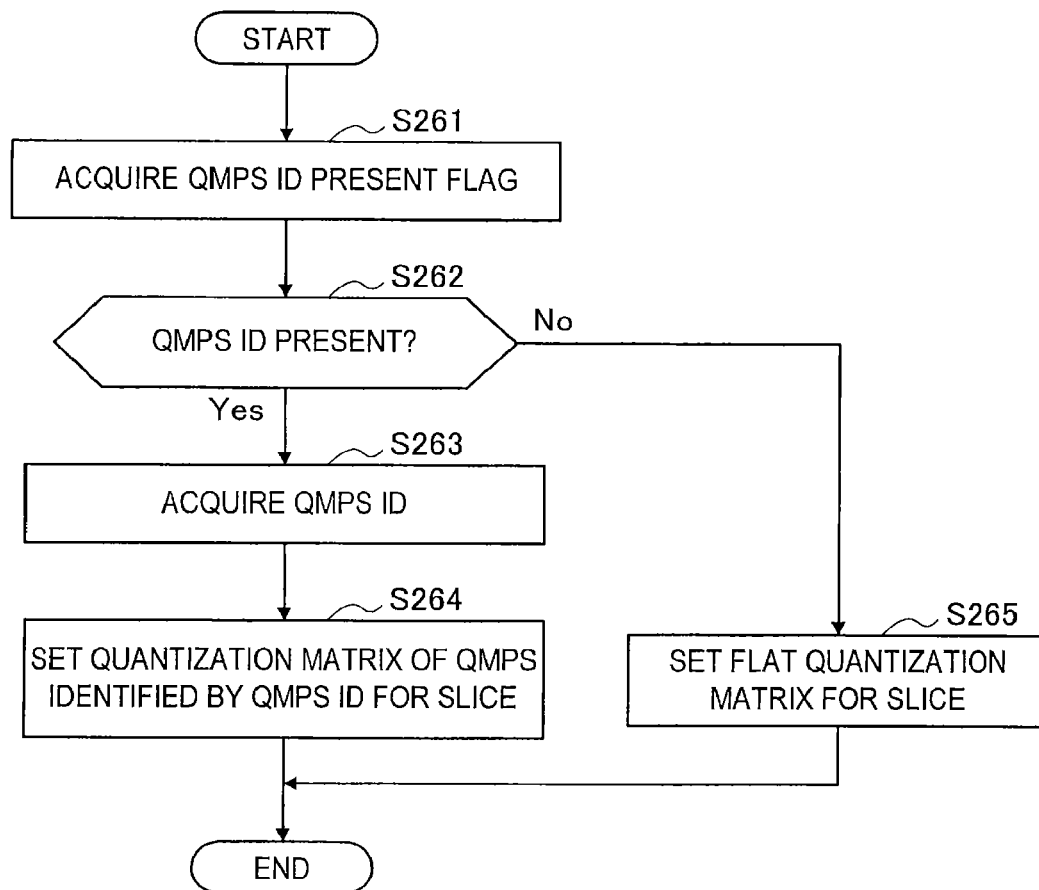 START
S261
ACQUIRE QMPS ID PRESENT FLAG
S262
QMPS ID PRESENT?
No
Yes
S263
ACQUIRE QMPS ID
S264
SET QUANTIZATION MATRIX OF QMPS
IDENTIFIED BY QMPS ID FOR SLICE
S265
SET FLAT QUANTIZATION
MATRIX FOR SLICE
END